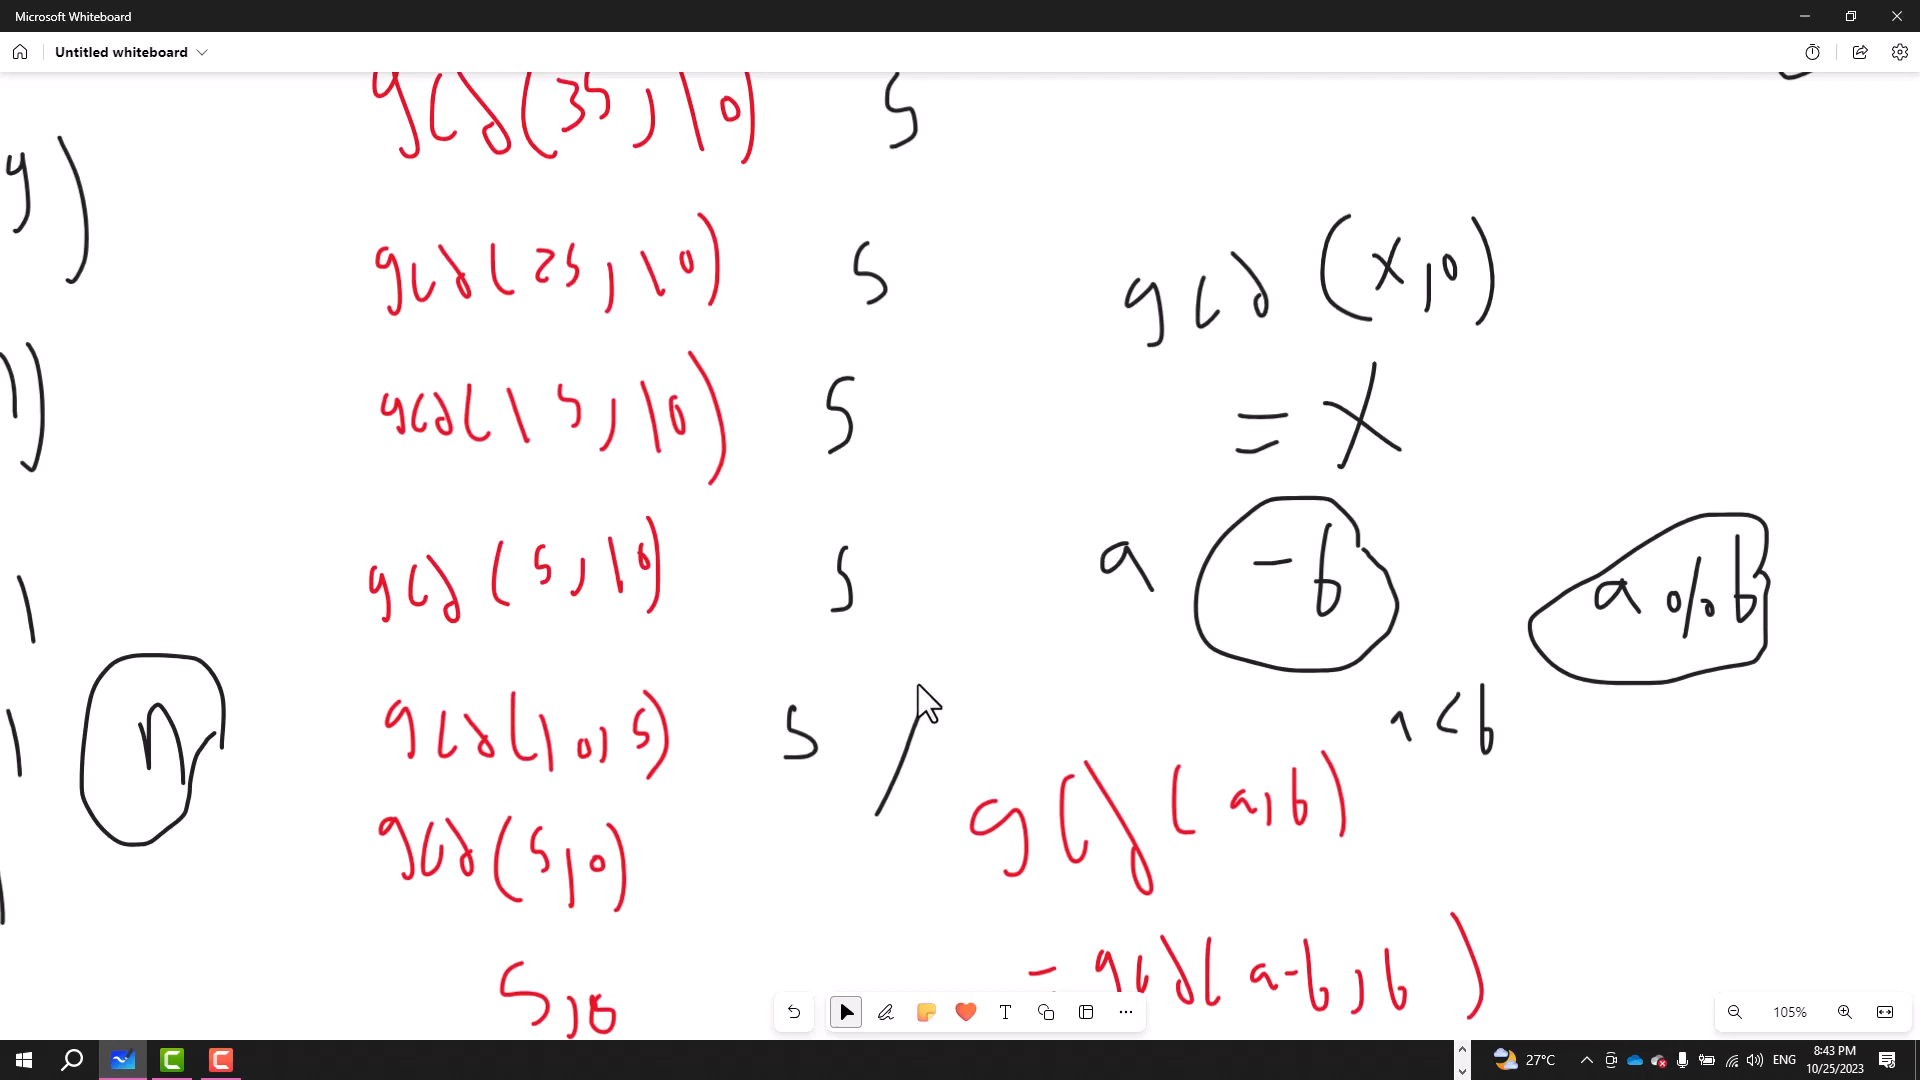 Microsoft Whiteboard
Untitled whiteboard
gcd(35,10) 5
y)
gcd(25,10) 5
gcd(x,0)
= x
gcd(15,10) 5
a -b a%b
gcd(5,10) 5
n
gcd(10,5) 5
a<b
gcd(a,b)
gcd(5,0)
= gcd(a-b,b)
5,0
T
105%
27°C
ENG
8:43 PM
10/25/2023